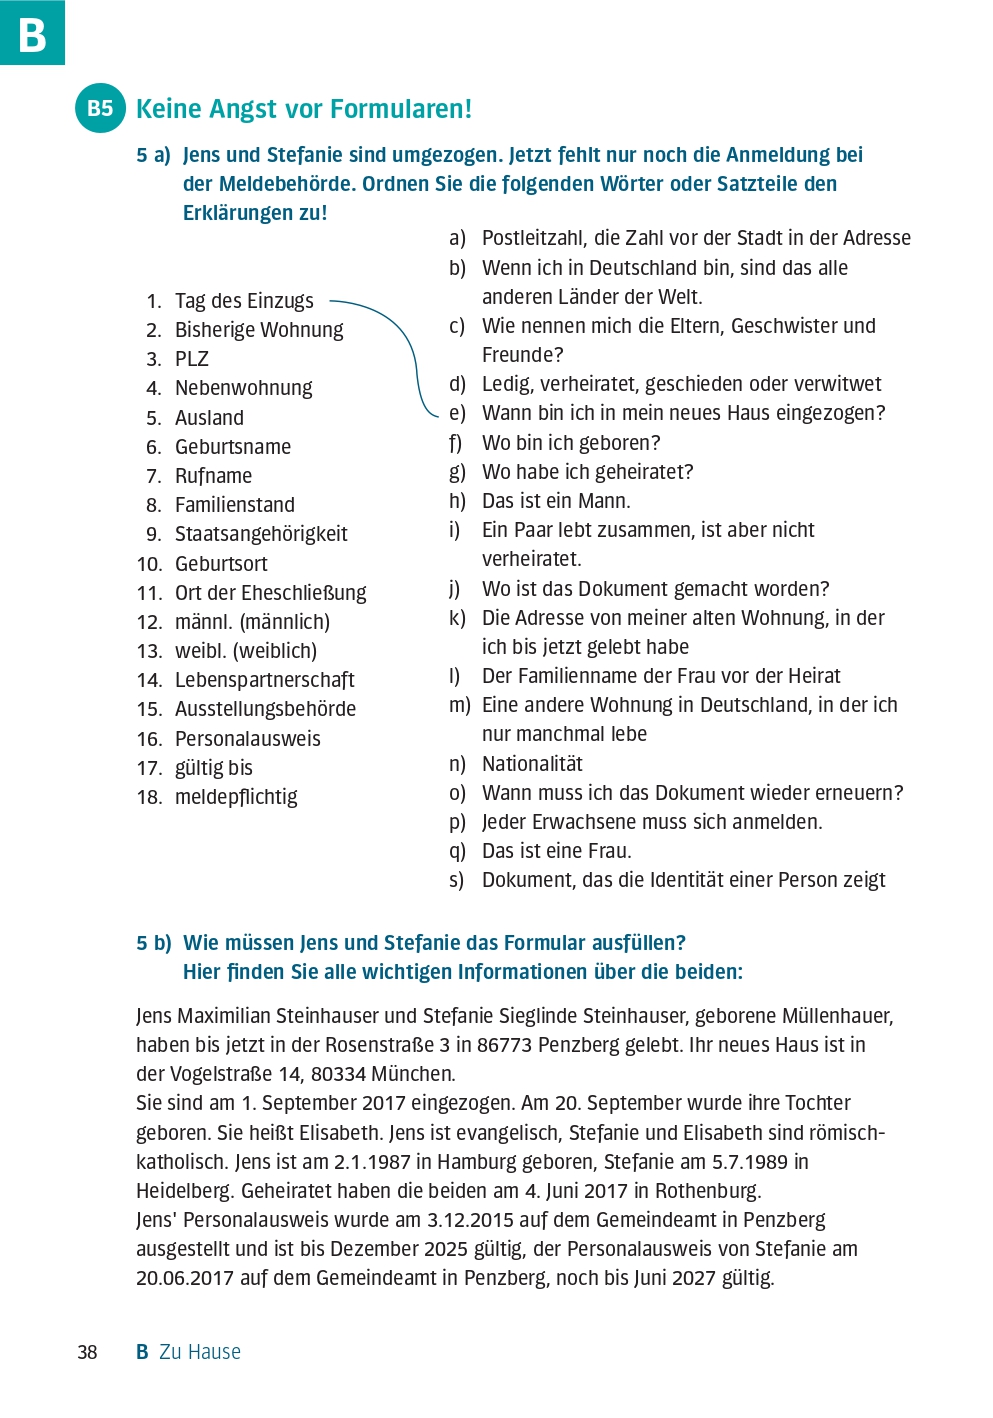 B
B5 Keine Angst vor Formularen!
5 a) Jens und Stefanie sind umgezogen. Jetzt fehlt nur noch die Anmeldung bei
der Meldebehörde. Ordnen Sie die folgenden Wörter oder Satzteile den
Erklärungen zu!
1. Tag des Einzugs
2. Bisherige Wohnung
3. PLZ
4. Nebenwohnung
5. Ausland
6. Geburtsname
7. Rufname
8. Familienstand
9. Staatsangehörigkeit
10. Geburtsort
11. Ort der Eheschließung
12. männl. (männlich)
13. weibl. (weiblich)
14. Lebenspartnerschaft
15. Ausstellungsbehörde
16. Personalausweis
17. gültig bis
18. meldepflichtig
a) Postleitzahl, die Zahl vor der Stadt in der Adresse
b) Wenn ich in Deutschland bin, sind das alle
anderen Länder der Welt.
c) Wie nennen mich die Eltern, Geschwister und
Freunde?
d) Ledig, verheiratet, geschieden oder verwitwet
e) Wann bin ich in mein neues Haus eingezogen?
f) Wo bin ich geboren?
g) Wo habe ich geheiratet?
h) Das ist ein Mann.
i) Ein Paar lebt zusammen, ist aber nicht
verheiratet.
j) Wo ist das Dokument gemacht worden?
k) Die Adresse von meiner alten Wohnung, in der
ich bis jetzt gelebt habe
l) Der Familienname der Frau vor der Heirat
m) Eine andere Wohnung in Deutschland, in der ich
nur manchmal lebe
n) Nationalität
o) Wann muss ich das Dokument wieder erneuern?
p) Jeder Erwachsene muss sich anmelden.
q) Das ist eine Frau.
s) Dokument, das die Identität einer Person zeigt
5 b) Wie müssen Jens und Stefanie das Formular ausfüllen?
Hier finden Sie alle wichtigen Informationen über die beiden:
Jens Maximilian Steinhauser und Stefanie Sieglinde Steinhauser, geborene Müllenhauer,
haben bis jetzt in der Rosenstraße 3 in 86773 Penzberg gelebt. Ihr neues Haus ist in
der Vogelstraße 14, 80334 München.
Sie sind am 1. September 2017 eingezogen. Am 20. September wurde ihre Tochter
geboren. Sie heißt Elisabeth. Jens ist evangelisch, Stefanie und Elisabeth sind römisch-
katholisch. Jens ist am 2.1.1987 in Hamburg geboren, Stefanie am 5.7.1989 in
Heidelberg. Geheiratet haben die beiden am 4. Juni 2017 in Rothenburg.
Jens' Personalausweis wurde am 3.12.2015 auf dem Gemeindeamt in Penzberg
ausgestellt und ist bis Dezember 2025 gültig, der Personalausweis von Stefanie am
20.06.2017 auf dem Gemeindeamt in Penzberg, noch bis Juni 2027 gültig.
38 B Zu Hause